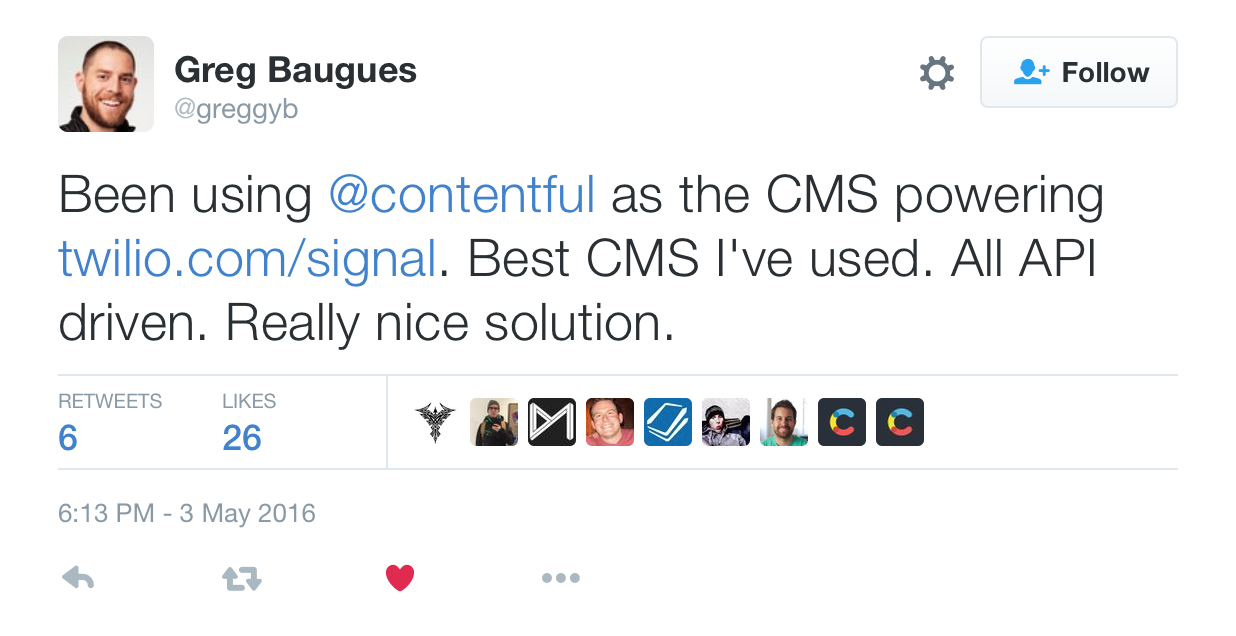 Greg Baugues
@greggyb
Follow
Been using @contentful as the CMS powering
twilio.com/signal. Best CMS I've used. All API
driven. Really nice solution.
RETWEETS
6
LIKES
26
6:13 PM - 3 May 2016